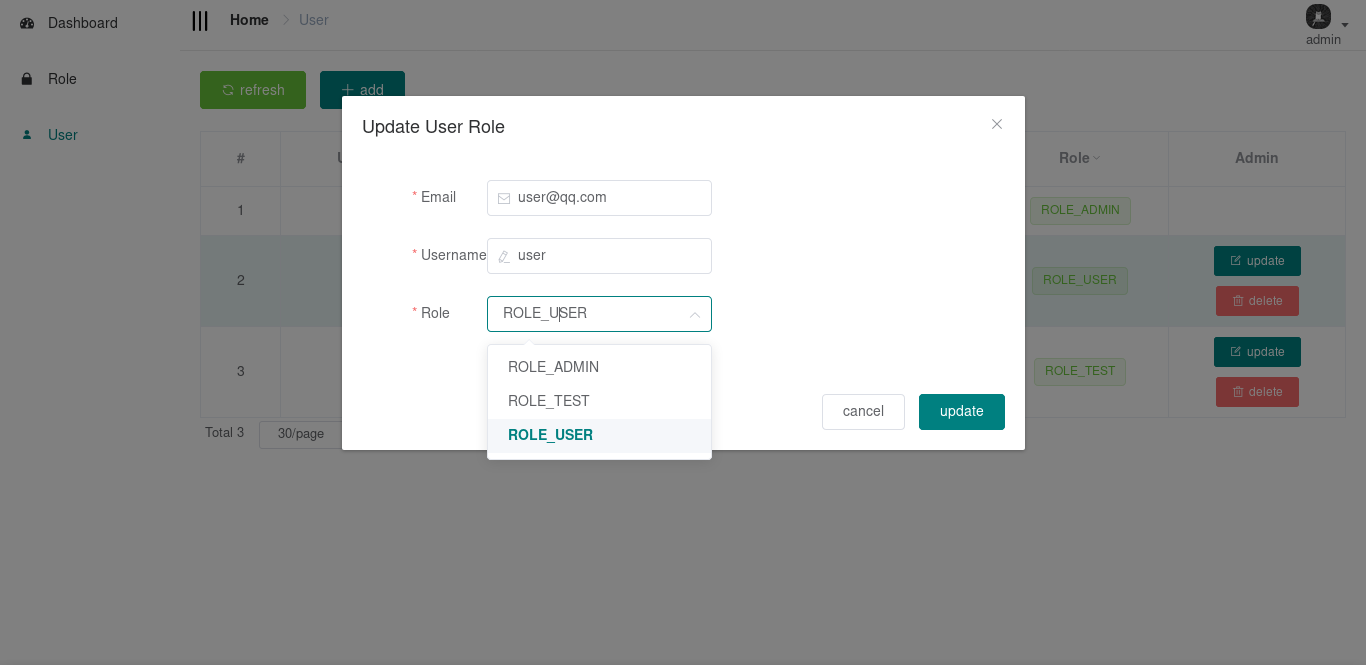 Dashboard
Role
User
Home
User
admin
refresh
add
#
Role
Admin
1
ROLE_ADMIN
2
ROLE_USER
update
delete
3
ROLE_TEST
update
delete
Total 3
30/page
Update User Role
* Email
user@qq.com
* Username
user
* Role
ROLE_USER
ROLE_ADMIN
ROLE_TEST
ROLE_USER
cancel
update